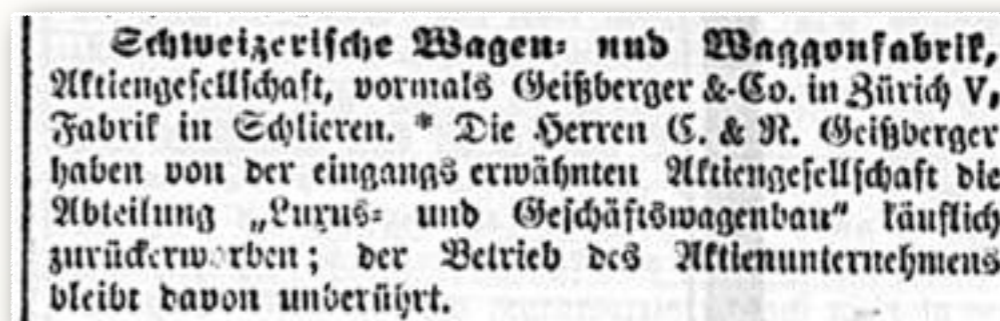 Schweizerische Wagen- und Waggonfabrik,
Aktiengesellschaft, vormals Geißberger &-Co. in Zürich V,
Fabrik in Schlieren. * Die Herren C. & R. Geißberger
haben von der eingangs erwähnten Aktiengesellschaft die
Abteilung „Luxus- und Geschäftswagenbau“ käuflich
zurückerworben; der Betrieb des Aktienunternehmens
bleibt davon unberührt.